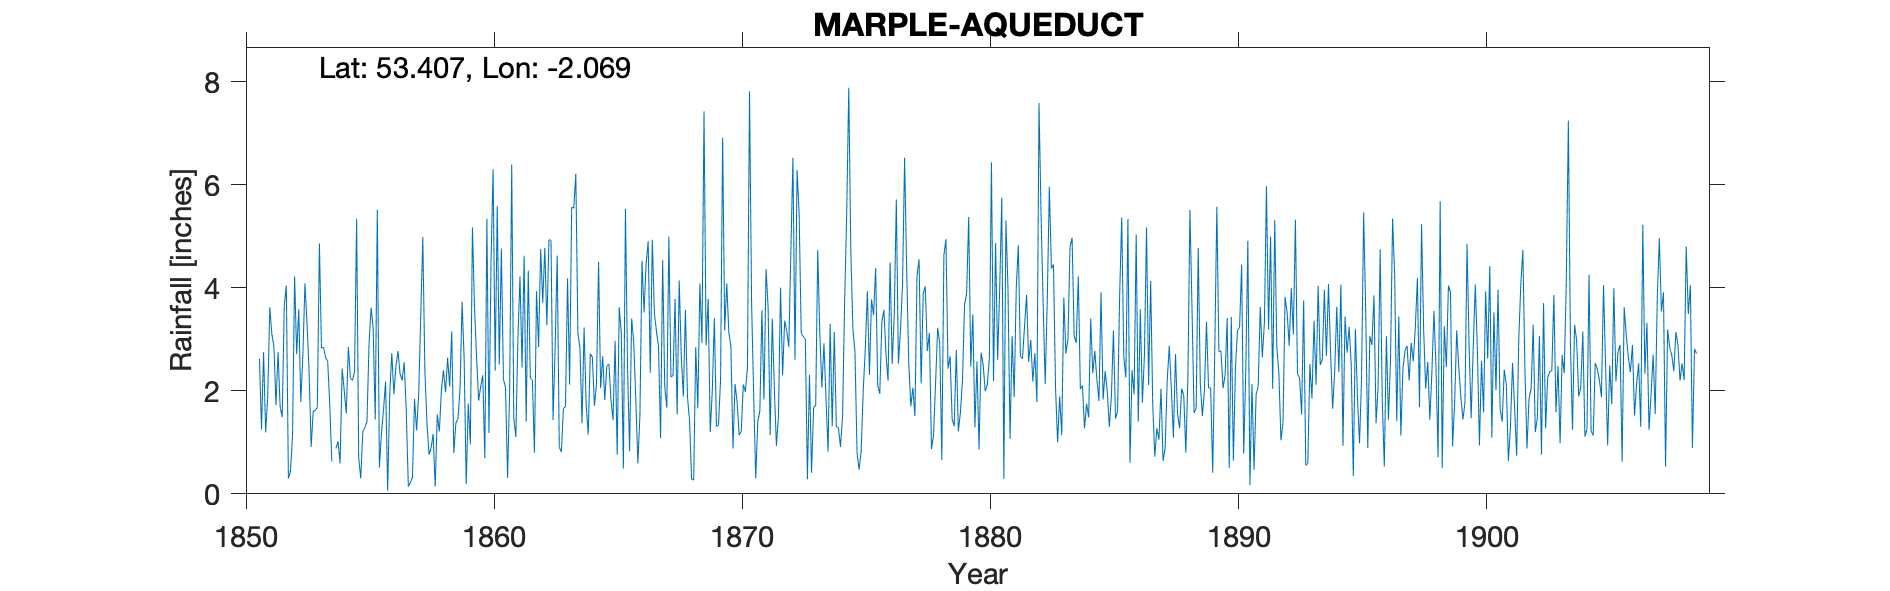 MARPLE-AQUEDUCT
Lat: 53.407, Lon: -2.069
Rainfall [inches]
8
6
4
2
0
1850 1860 1870 1880 1890 1900
Year